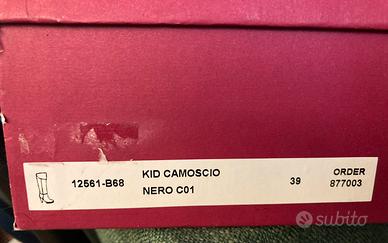 12561-B68 KID CAMOSCIO 39 ORDER
NERO C01 877003
subito